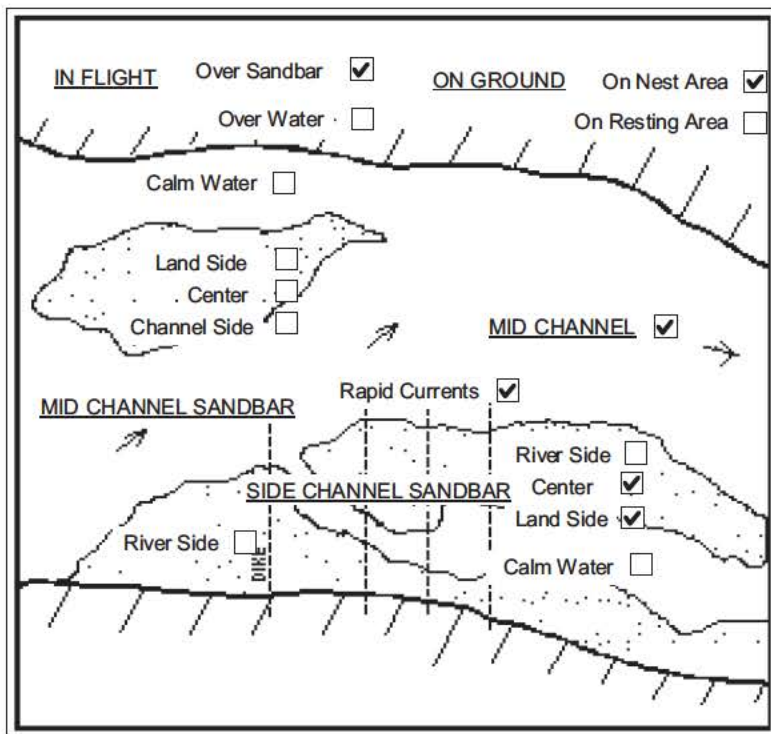 IN FLIGHT
Over Sandbar
ON GROUND
On Nest Area
Over Water
On Resting Area
Calm Water
Land Side
Center
Channel Side
MID CHANNEL
Rapid Currents
MID CHANNEL SANDBAR
River Side
SIDE CHANNEL SANDBAR
Center
Land Side
River Side
DIKE
Calm Water